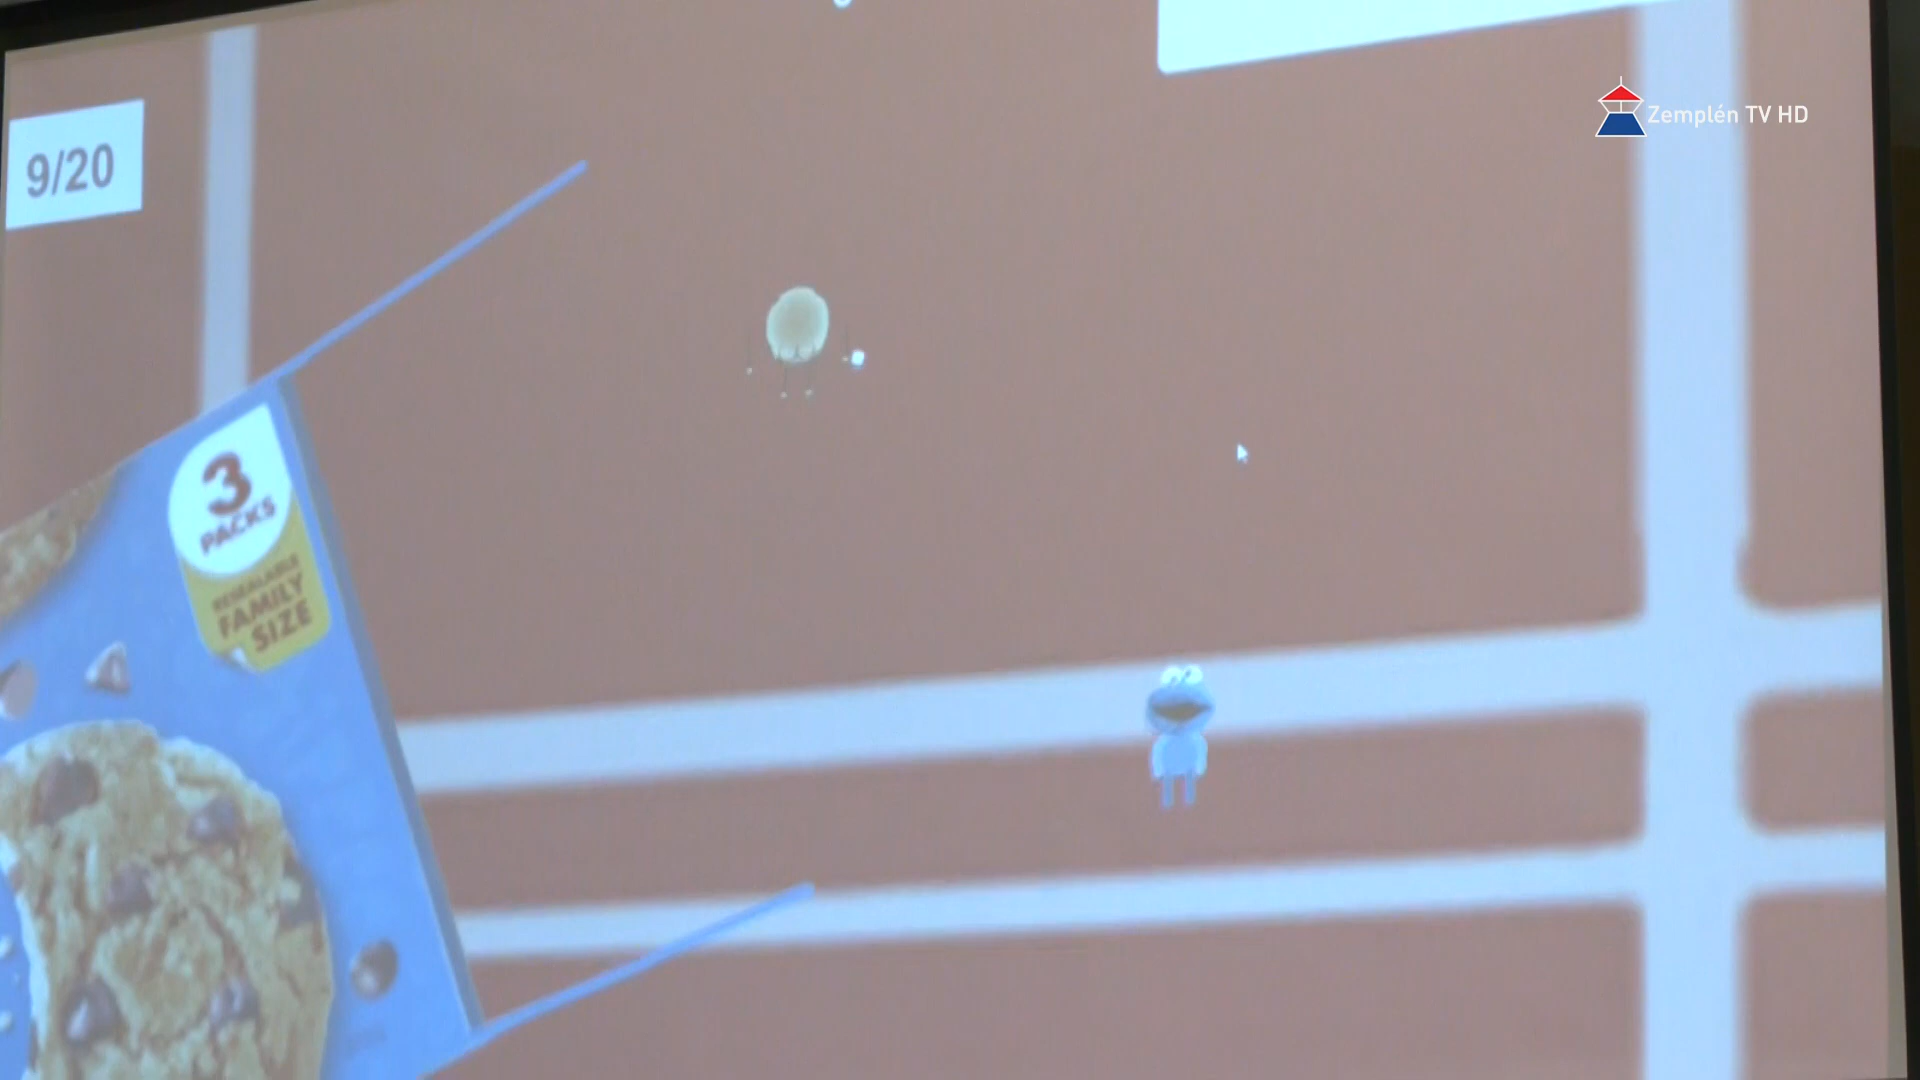 Zemplén TV HD
9/20
3
PACKS
RESEALABLE
FAMILY
SIZE